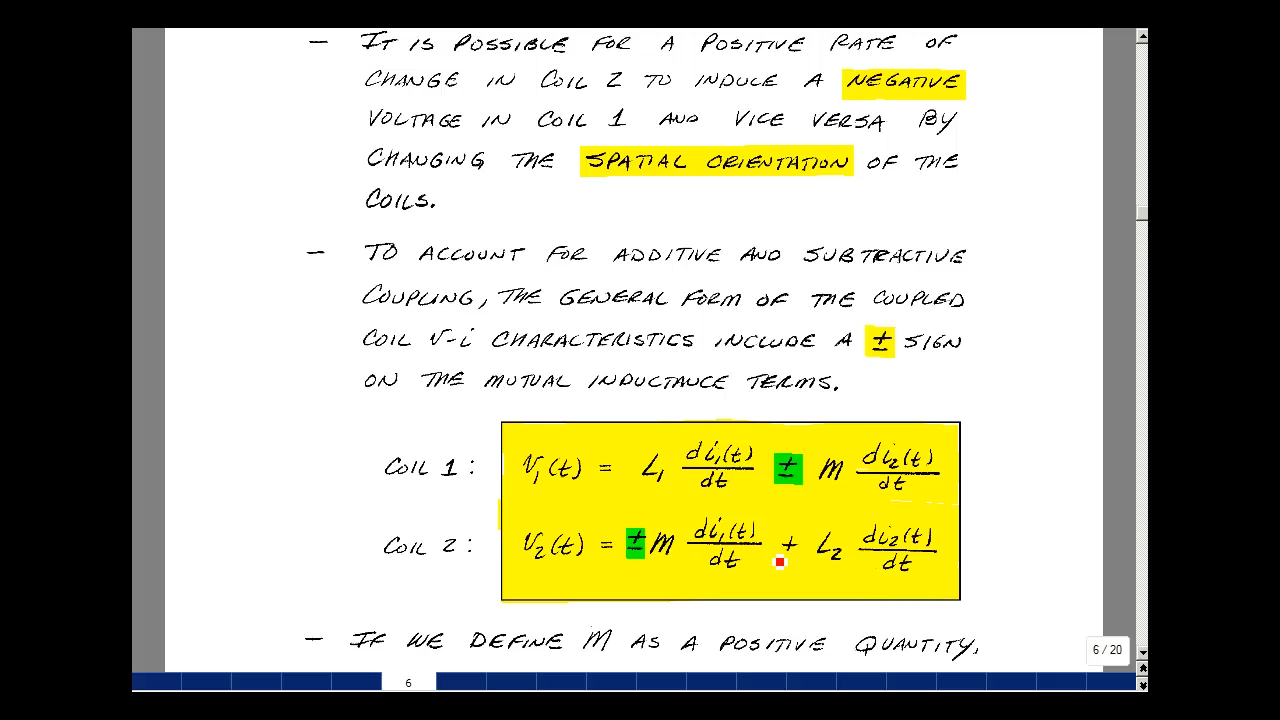 – IT IS POSSIBLE FOR A POSITIVE RATE OF
CHANGE IN COIL 2 TO INDUCE A NEGATIVE
VOLTAGE IN COIL 1 AND VICE VERSA BY
CHANGING THE SPATIAL ORIENTATION OF THE
COILS.
– TO ACCOUNT FOR ADDITIVE AND SUBTRACTIVE
COUPLING, THE GENERAL FORM OF THE COUPLED
COIL v-i CHARACTERISTICS INCLUDE A ± SIGN
ON THE MUTUAL INDUCTANCE TERMS.
COIL 1: v₁(t) = L₁ di₁(t)/dt ± M di₂(t)/dt
COIL 2: v₂(t) = ± M di₁(t)/dt + L₂ di₂(t)/dt
– IF WE DEFINE M AS A POSITIVE QUANTITY,
6 / 20
6